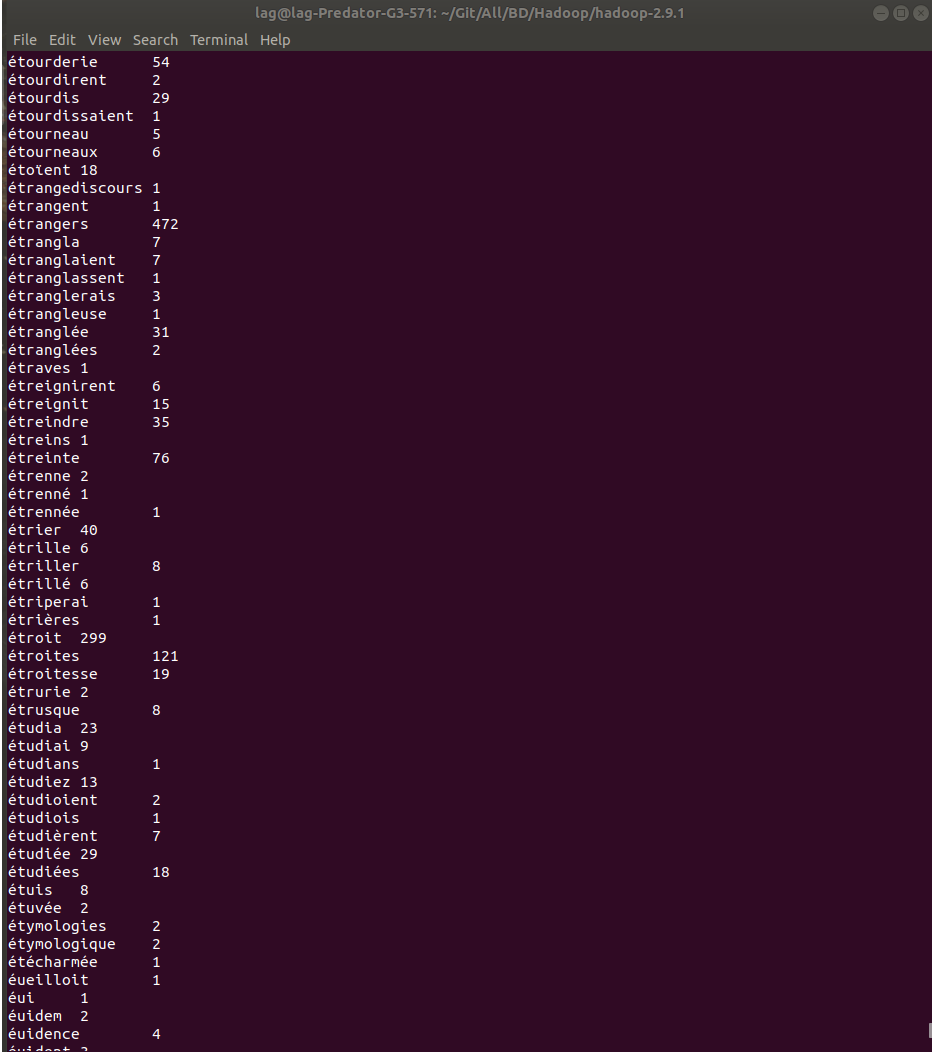 lag@lag-Predator-G3-571: ~/Git/All/BD/Hadoop/hadoop-2.9.1
File Edit View Search Terminal Help
étourderie 54
étourdirent 2
étourdis 29
étourdissaient 1
étourneau 5
étourneaux 6
étoïent 18
étrangediscours 1
étrangent 1
étrangers 472
étrangla 7
étranglaient 7
étranglassent 1
étranglerais 3
étrangleuse 1
étranglée 31
étranglées 2
étraves 1
étreignirent 6
étreignit 15
étreindre 35
étreins 1
étreinte 76
étrenne 2
étrenné 1
étrennée 1
étrier 40
étrille 6
étriller 8
étrillé 6
étriperai 1
étrières 1
étroit 299
étroites 121
étroitesse 19
étrurie 2
étrusque 8
étudia 23
étudiai 9
étudians 1
étudiez 13
étudioient 2
étudiois 1
étudièrent 7
étudiée 29
étudiées 18
étuis 8
étuvée 2
étymologies 2
étymologique 2
étécharmée 1
éueilloit 1
éui 1
éuidem 2
éuidence 4